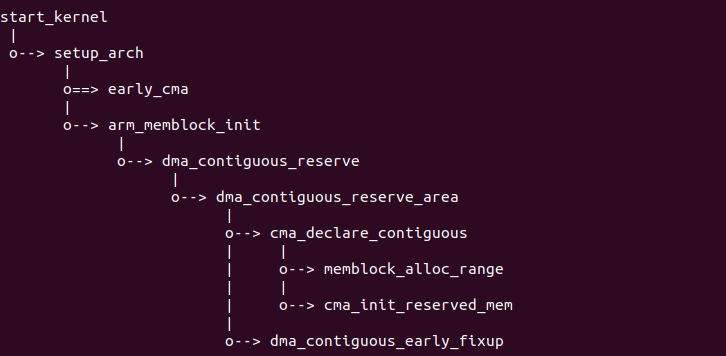 start_kernel
 |
 o--> setup_arch
       |
       o==> early_cma
       |
       o--> arm_memblock_init
             |
             o--> dma_contiguous_reserve
                   |
                   o--> dma_contiguous_reserve_area
                         |
                         o--> cma_declare_contiguous
                         |     |
                         |     o--> memblock_alloc_range
                         |     |
                         |     o--> cma_init_reserved_mem
                         |
                         o--> dma_contiguous_early_fixup